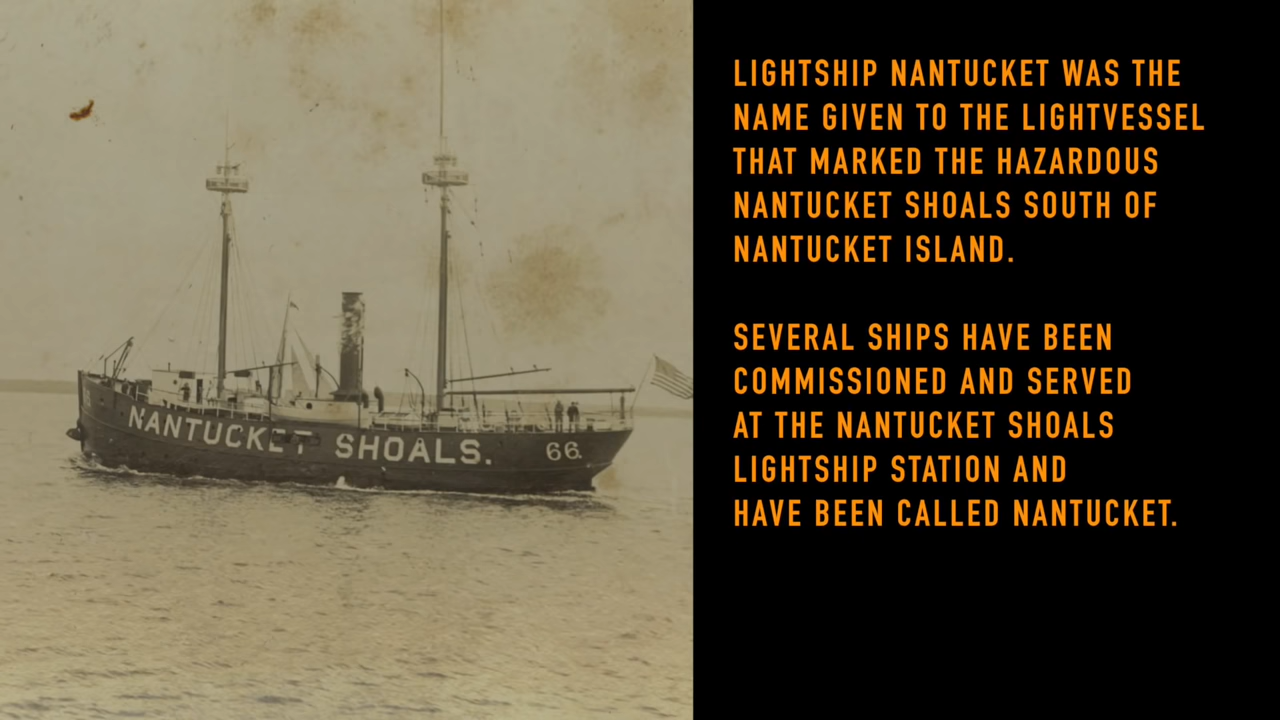 LIGHTSHIP NANTUCKET WAS THE
NAME GIVEN TO THE LIGHTVESSEL
THAT MARKED THE HAZARDOUS
NANTUCKET SHOALS SOUTH OF
NANTUCKET ISLAND.
SEVERAL SHIPS HAVE BEEN
COMMISSIONED AND SERVED
AT THE NANTUCKET SHOALS
LIGHTSHIP STATION AND
HAVE BEEN CALLED NANTUCKET.
NANTUCKET SHOALS. 66.